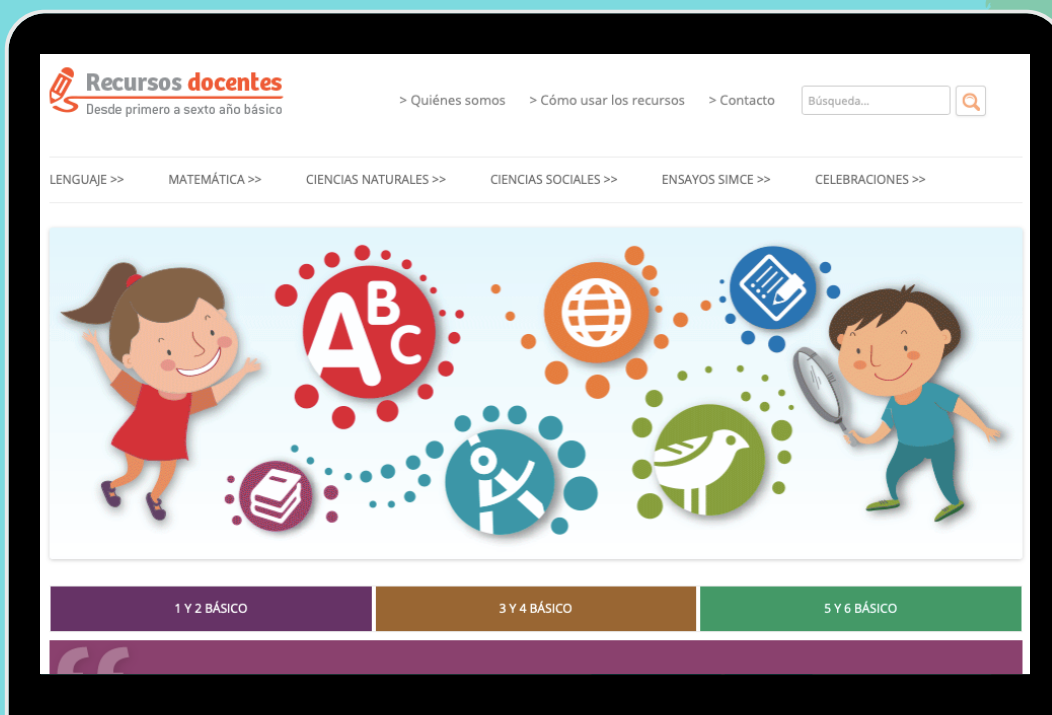 Recursos docentes
Desde primero a sexto año básico
> Quiénes somos > Cómo usar los recursos > Contacto Búsqueda...
LENGUAJE >> MATEMÁTICA >> CIENCIAS NATURALES >> CIENCIAS SOCIALES >> ENSAYOS SIMCE >> CELEBRACIONES >>
ABC
1 Y 2 BÁSICO 3 Y 4 BÁSICO 5 Y 6 BÁSICO